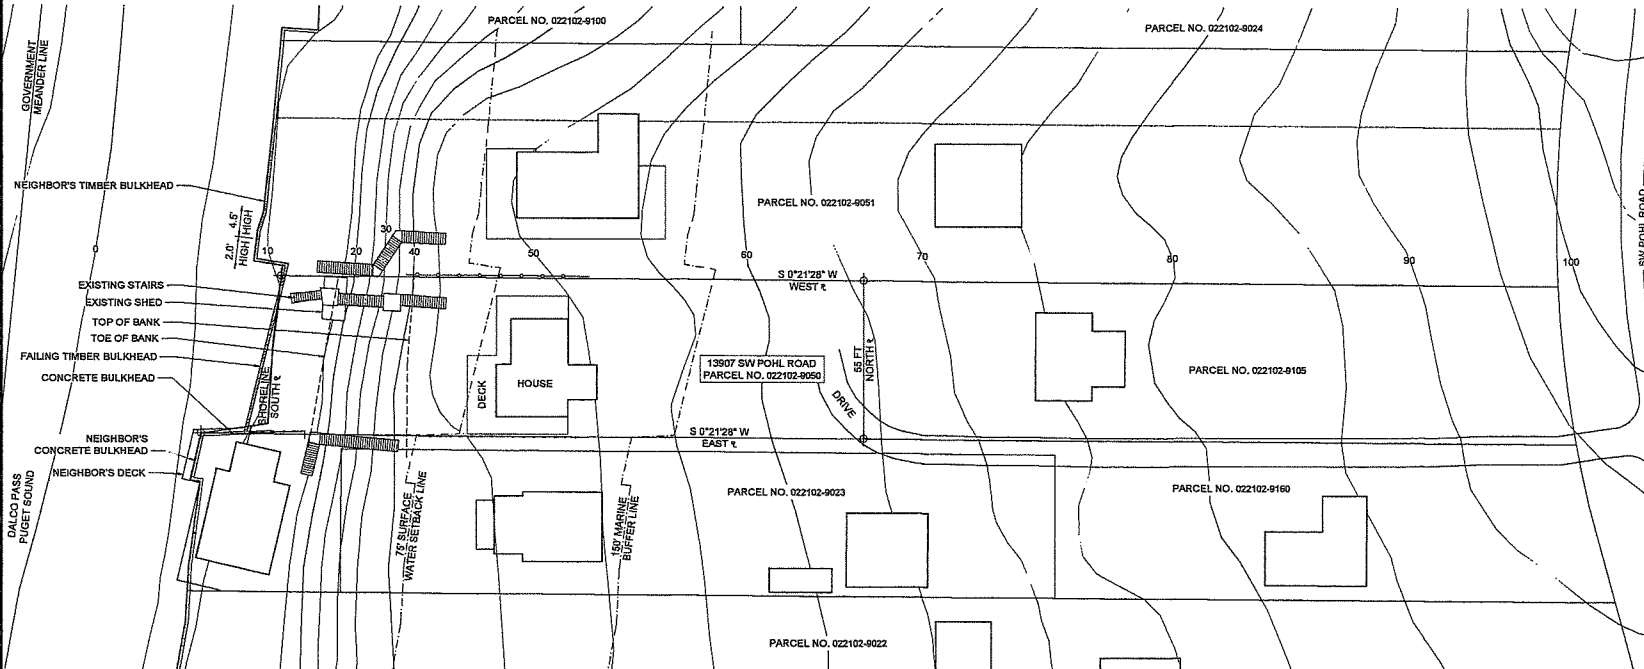 PARCEL NO. 022102-9100
PARCEL NO. 022102-9024
GOVERNMENT
MEANDER LINE
NEIGHBOR'S TIMBER BULKHEAD
PARCEL NO. 022102-9051
SW POHL ROAD
2.0' HIGH
4.5' HIGH
0
10
20
30
40
50
60
70
80
90
100
S 0°21'28" W
WEST ⅊
EXISTING STAIRS
EXISTING SHED
TOP OF BANK
TOE OF BANK
FAILING TIMBER BULKHEAD
CONCRETE BULKHEAD
SHORELINE
SOUTH ⅊
DECK
HOUSE
13907 SW POHL ROAD
PARCEL NO. 022102-9050
DRIVE
55 FT
NORTH ⅊
PARCEL NO. 022102-9105
S 0°21'28" W
EAST ⅊
NEIGHBOR'S
CONCRETE BULKHEAD
NEIGHBOR'S DECK
DALCO PASS
PUGET SOUND
75' SURFACE
WATER SETBACK LINE
150' MARINE
BUFFER LINE
PARCEL NO. 022102-9023
PARCEL NO. 022102-9160
PARCEL NO. 022102-9022